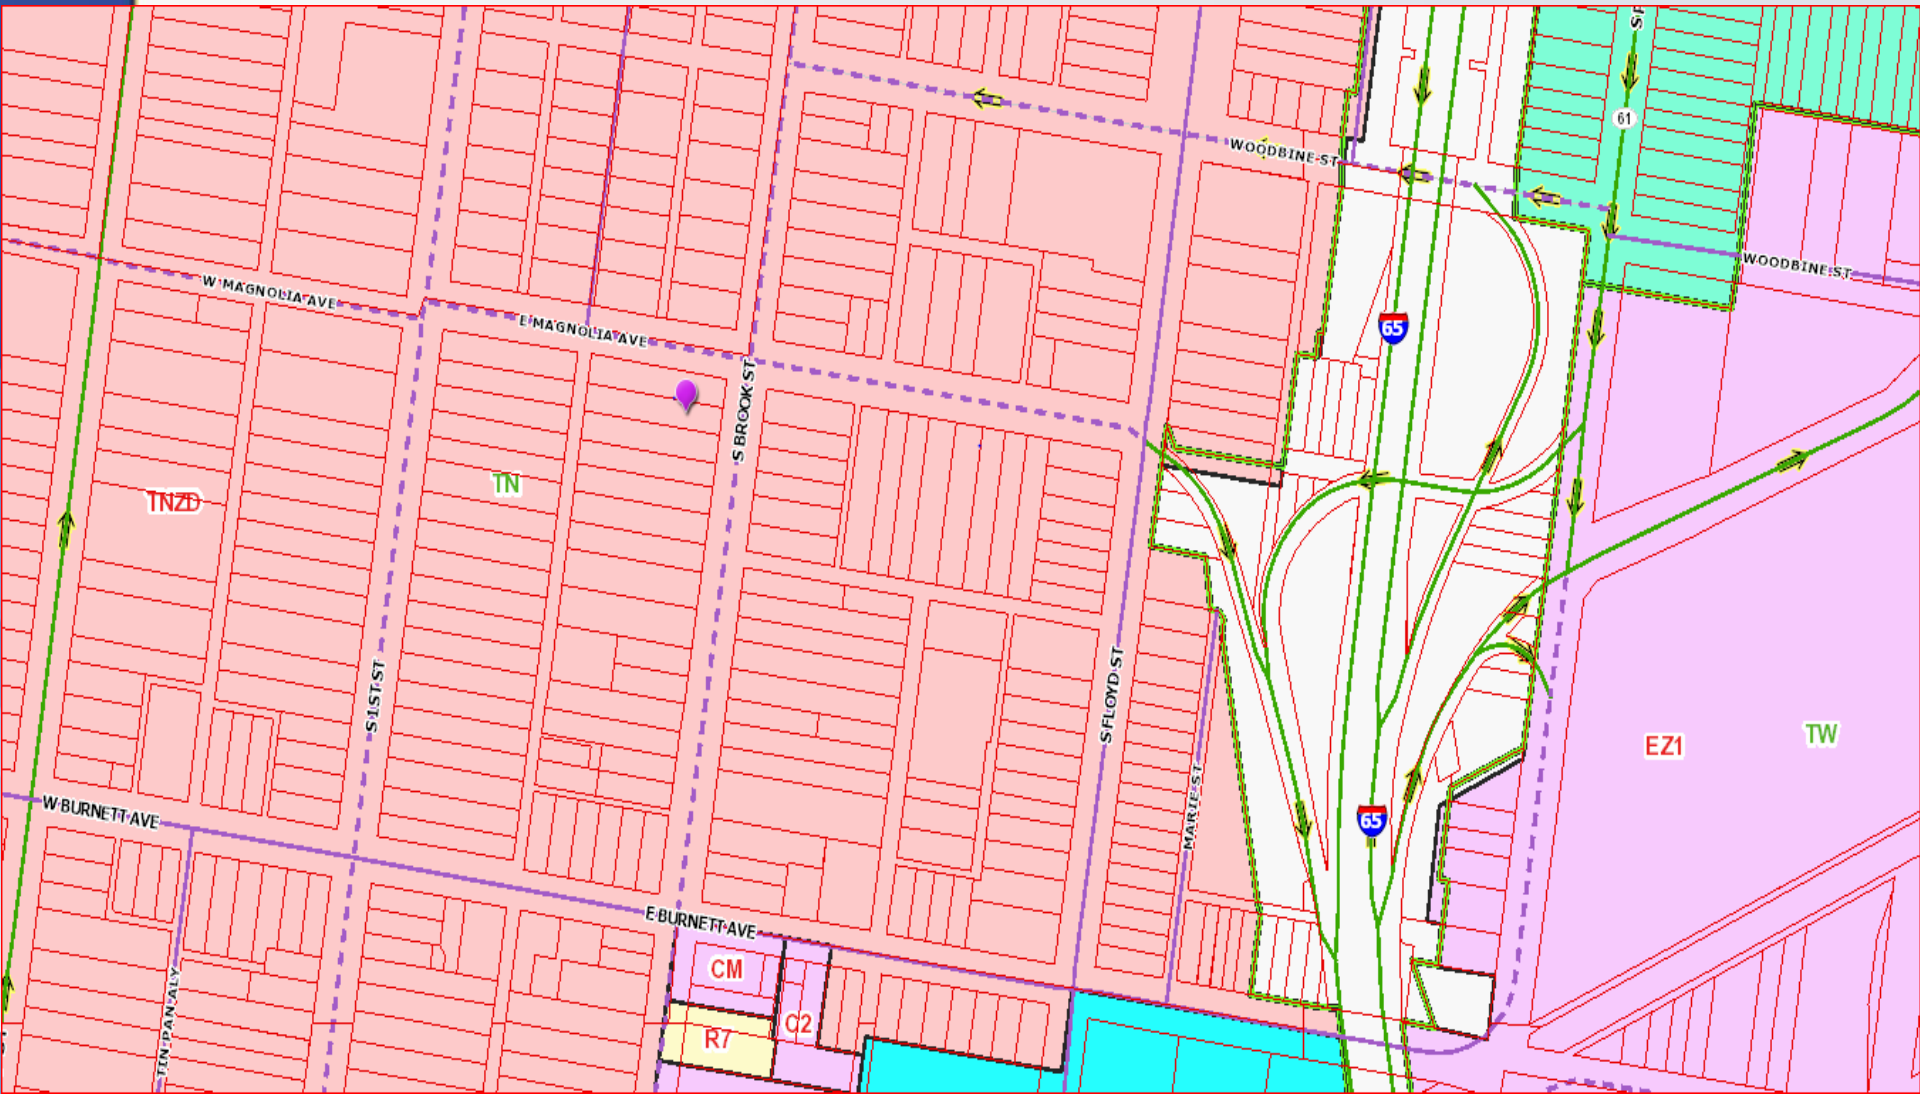 61
WOODBINE ST
WOODBINE ST
W MAGNOLIA AVE
E MAGNOLIA AVE
65
S BROOK ST
TN
TNZD
S 1ST ST
S FLOYD ST
EZ1
TW
MARIE ST
65
W BURNETT AVE
E BURNETT AVE
CM
C2
R7
TIN PAN ALY